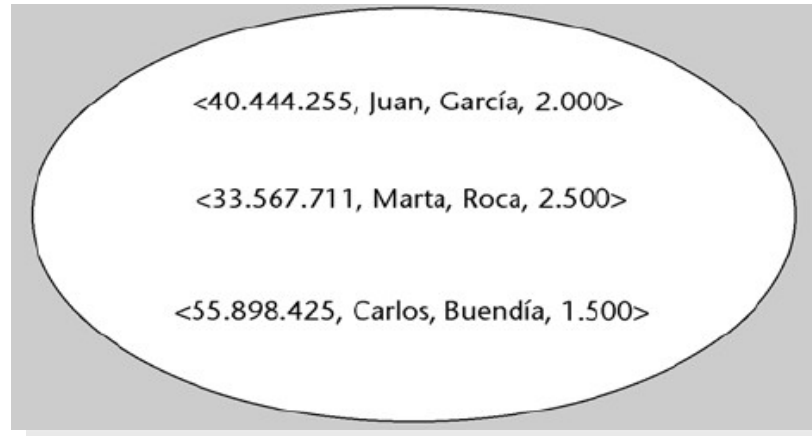 <40.444.255, Juan, García, 2.000>
<33.567.711, Marta, Roca, 2.500>
<55.898.425, Carlos, Buendía, 1.500>